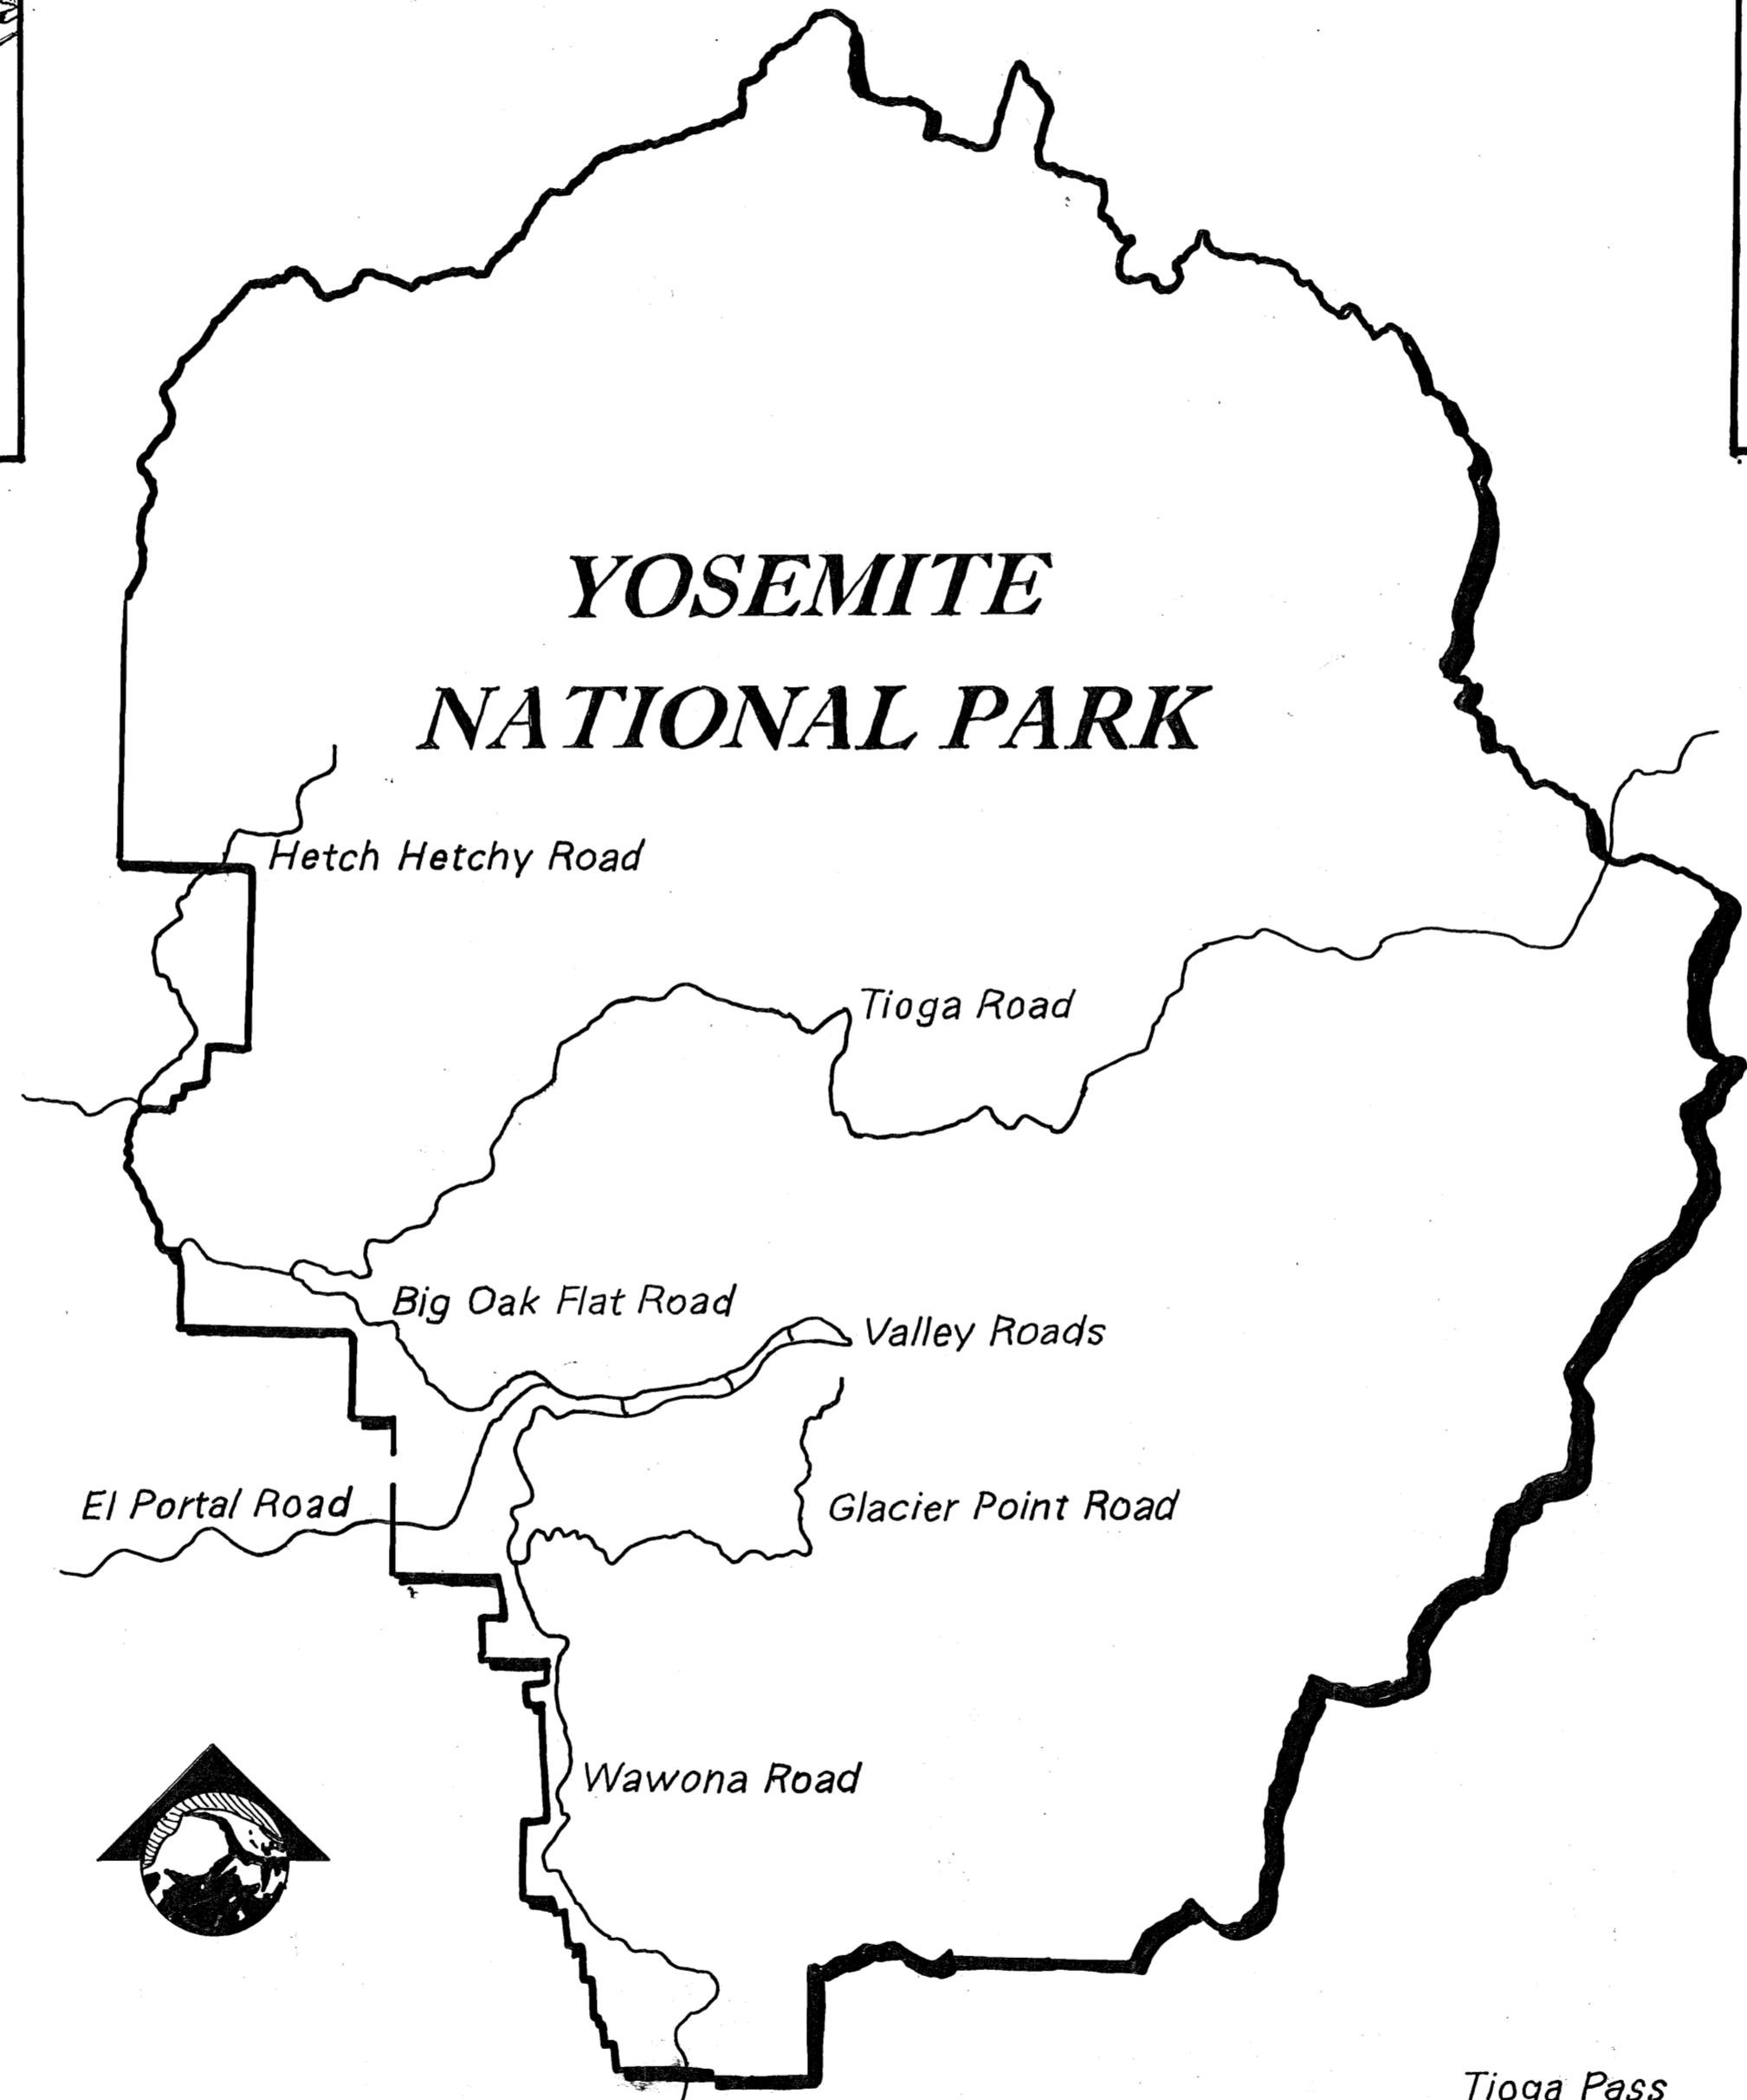 YOSEMITE
NATIONAL PARK
Hetch Hetchy Road
Tioga Road
Big Oak Flat Road
Valley Roads
El Portal Road
Glacier Point Road
Wawona Road
Tioga Pass